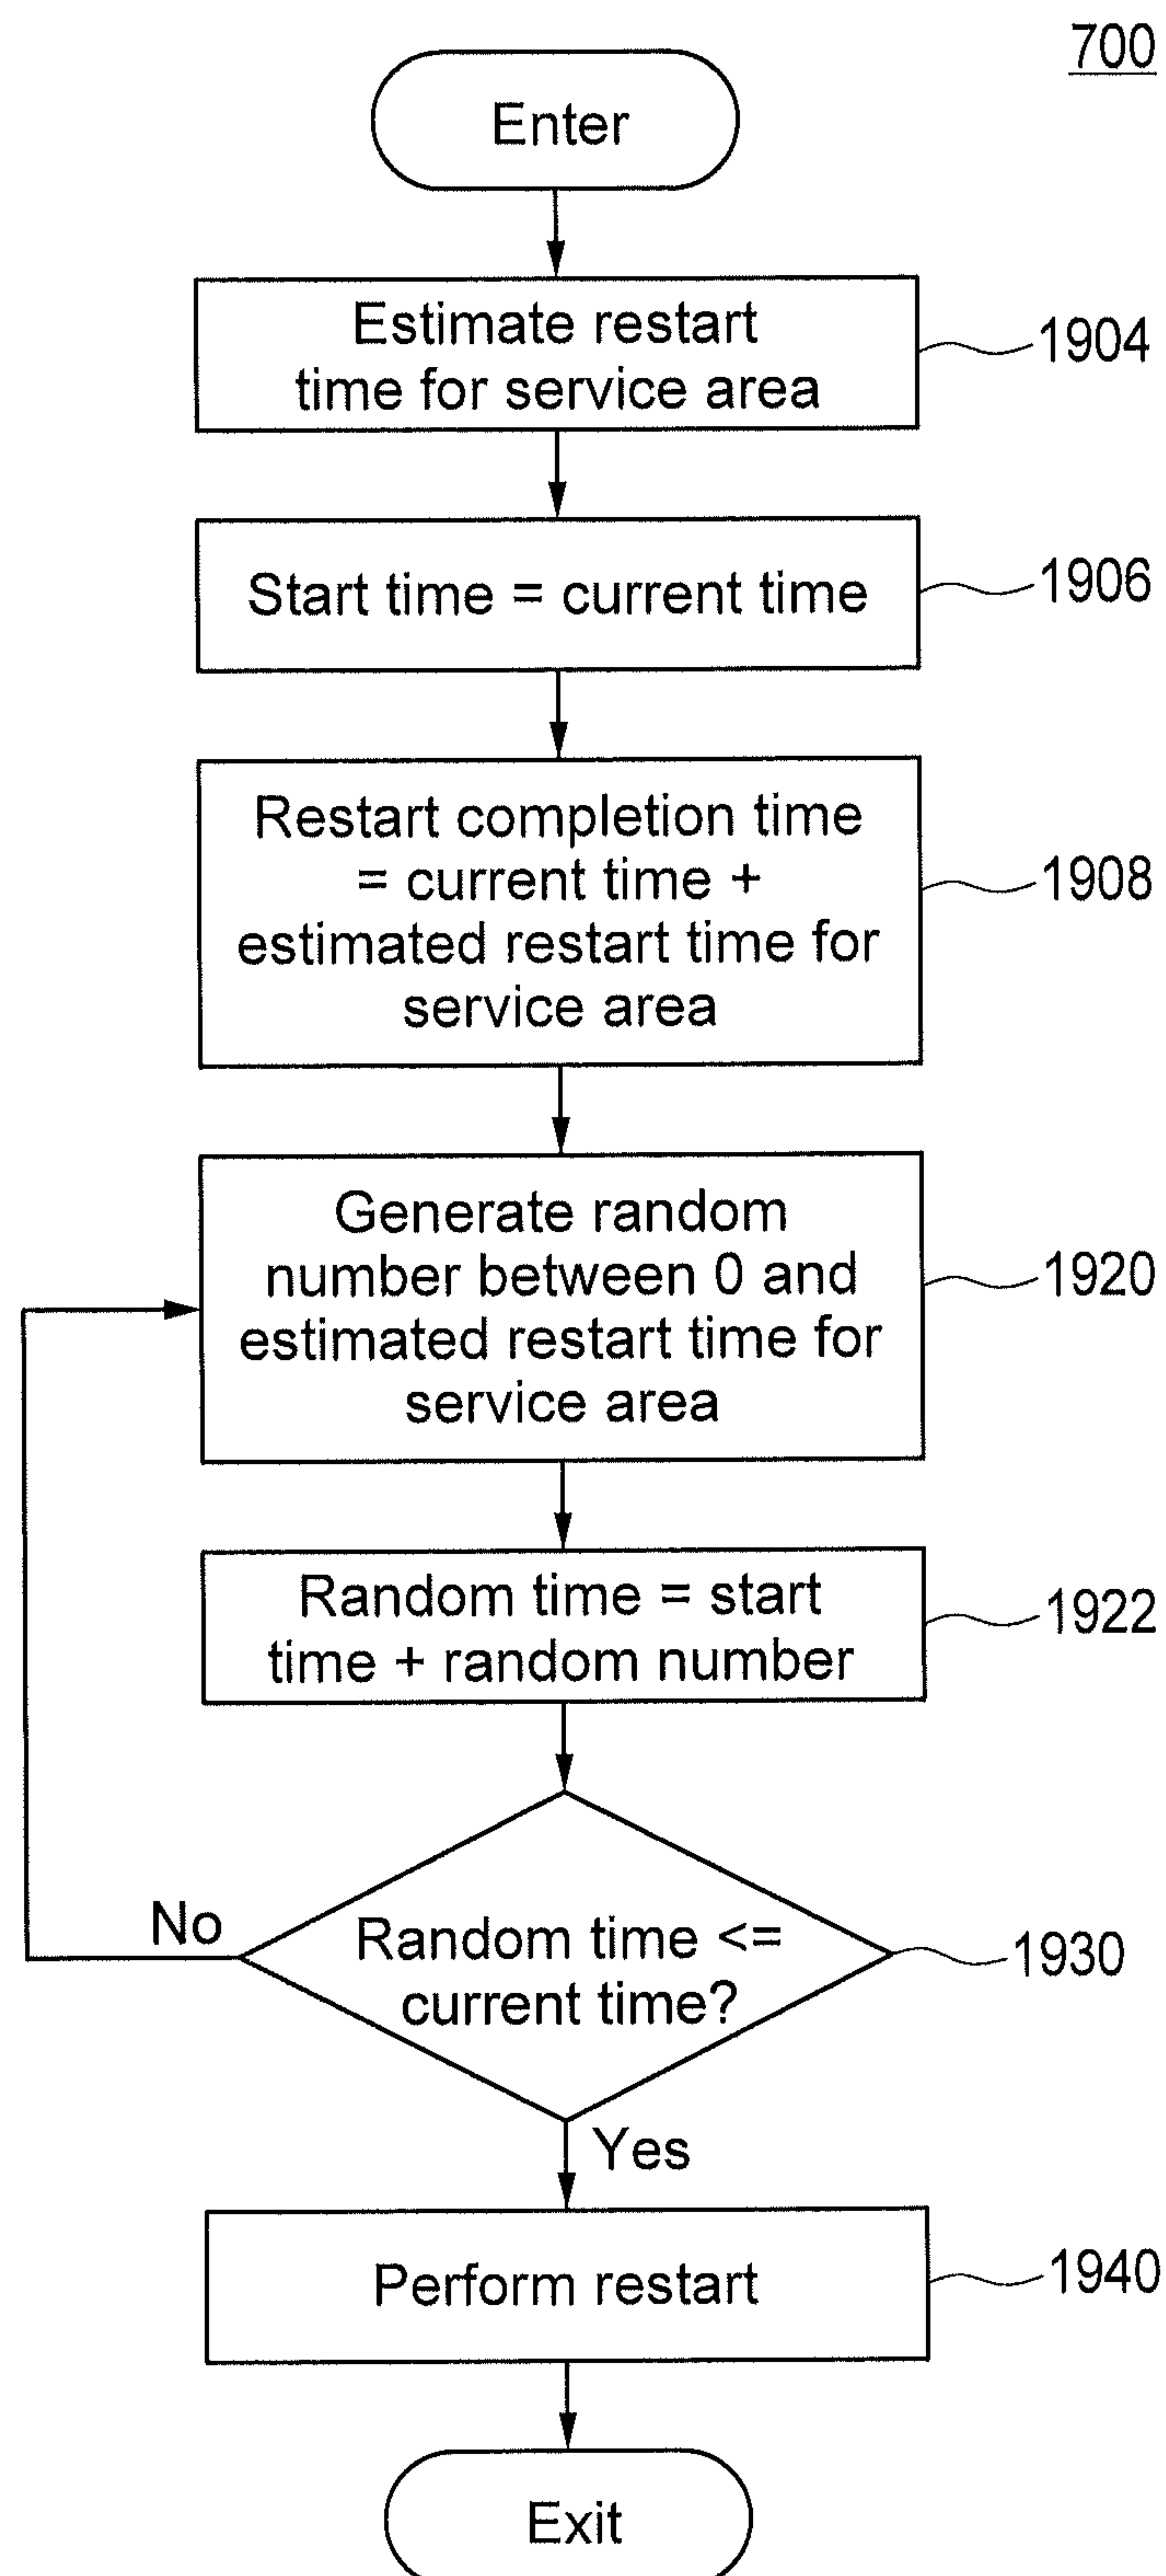 700
Enter
Estimate restart
time for service area
1904
Start time = current time
1906
Restart completion time
= current time +
estimated restart time for
service area
1908
Generate random
number between 0 and
estimated restart time for
service area
1920
Random time = start
time + random number
1922
Random time <=
current time?
1930
No
Yes
Perform restart
1940
Exit